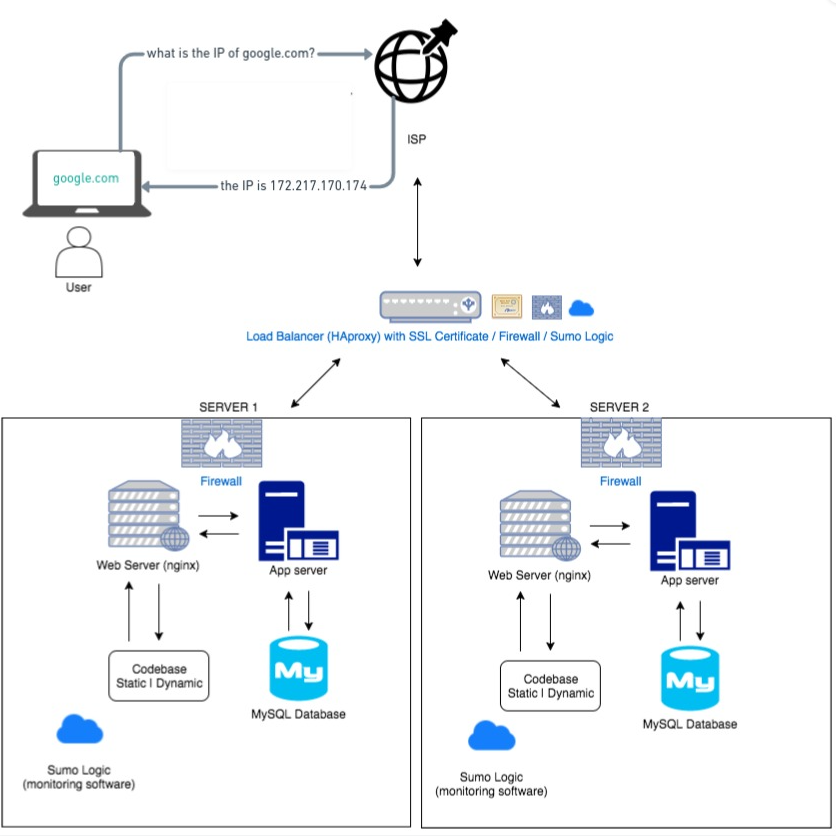 what is the IP of google.com?
ISP
google.com
the IP is 172.217.170.174
User
Load Balancer (HAproxy) with SSL Certificate / Firewall / Sumo Logic
SERVER 1
Firewall
Web Server (nginx)
App server
Codebase
Static | Dynamic
My
MySQL Database
Sumo Logic
(monitoring software)
SERVER 2
Firewall
Web Server (nginx)
App server
Codebase
Static | Dynamic
My
MySQL Database
Sumo Logic
(monitoring software)